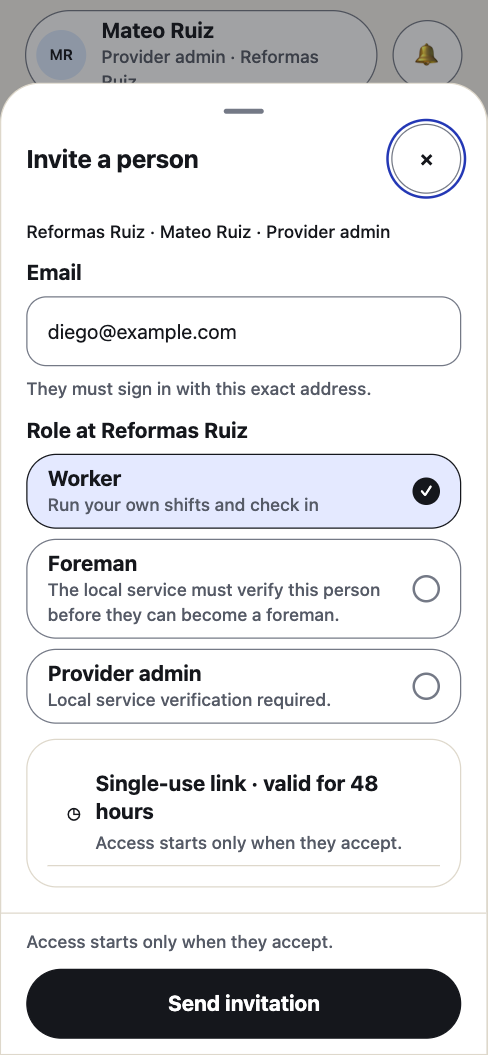 MR
Mateo Ruiz
Provider admin · Reformas
Ruiz
Invite a person
×
Reformas Ruiz · Mateo Ruiz · Provider admin
Email
diego@example.com
They must sign in with this exact address.
Role at Reformas Ruiz
Worker
Run your own shifts and check in
Foreman
The local service must verify this person
before they can become a foreman.
Provider admin
Local service verification required.
Single-use link · valid for 48
hours
Access starts only when they accept.
Access starts only when they accept.
Send invitation